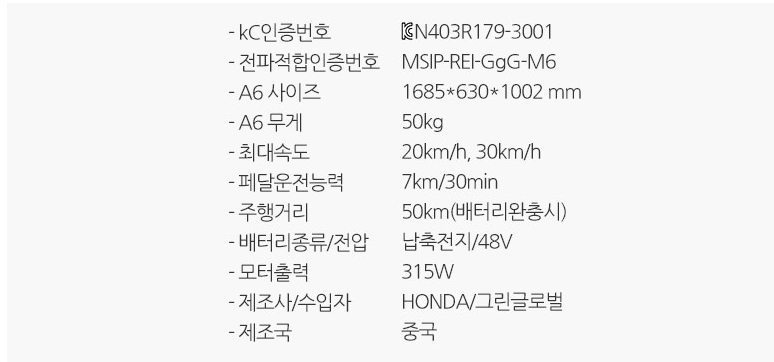 - kC인증번호 N403R179-3001
- 전파적합인증번호 MSIP-REI-GgG-M6
- A6 사이즈 1685*630*1002 mm
- A6 무게 50kg
- 최대속도 20km/h, 30km/h
- 페달운전능력 7km/30min
- 주행거리 50km(배터리완충시)
- 배터리종류/전압 납축전지/48V
- 모터출력 315W
- 제조사/수입자 HONDA/그린글로벌
- 제조국 중국